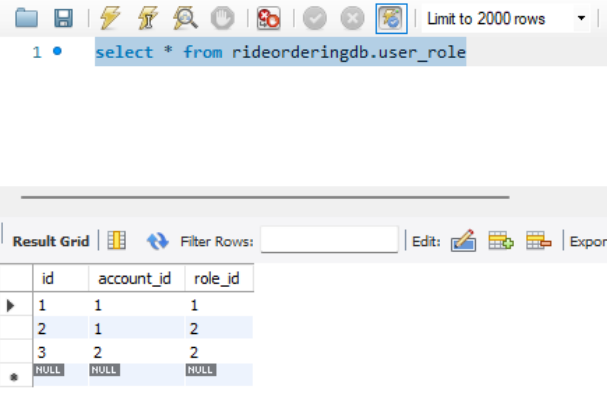 Limit to 2000 rows
1 select * from rideorderingdb.user_role
Result Grid Filter Rows: Edit: Expor
id account_id role_id
1 1 1
2 1 2
3 2 2
NULL NULL NULL